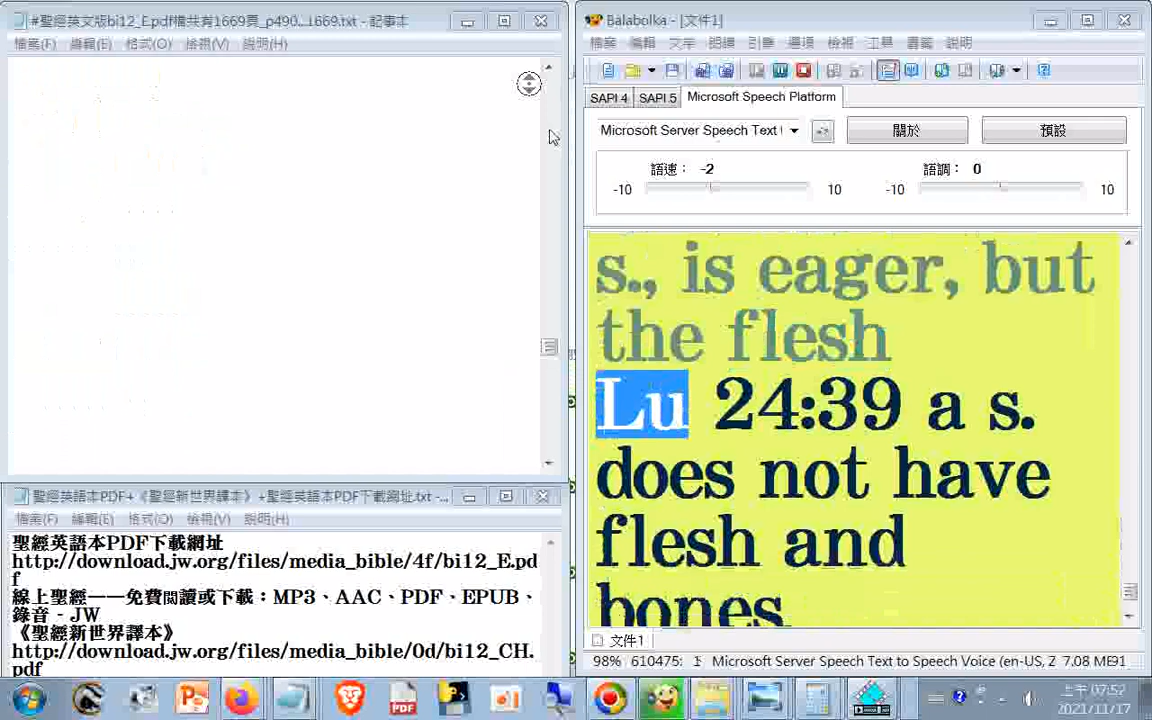 #聖經英文版bi12_E.pdf檔共有1669頁_p490..1669.txt - 記事本
檔案(F) 編輯(E) 格式(O) 檢視(V) 說明(H)
聖經英語本PDF+《聖經新世界譯本》+聖經英語本PDF下載網址.txt -...
檔案(F) 編輯(E) 格式(O) 檢視(V) 說明(H)
聖經英語本PDF下載網址
http://download.jw.org/files/media_bible/4f/bi12_E.pd
f
線上聖經——免費閱讀或下載：MP3、AAC、PDF、EPUB、
錄音 - JW
《聖經新世界譯本》
http://download.jw.org/files/media_bible/0d/bi12_CH.
pdf
Balabolka - [文件1]
檔案 編輯 文字 朗讀 引擎 選項 檢視 工具 書籤 說明
SAPI 4 SAPI 5 Microsoft Speech Platform
Microsoft Server Speech Text 關於 預設
語速： -2 語調： 0
-10 10 -10 10
s., is eager, but
the flesh
Lu 24:39 a s.
does not have
flesh and
bones.
文件1
98% 610475: 1 Microsoft Server Speech Text to Speech Voice (en-US, Z 7.08 ME91
PDF
上午 07:52
2021/11/17